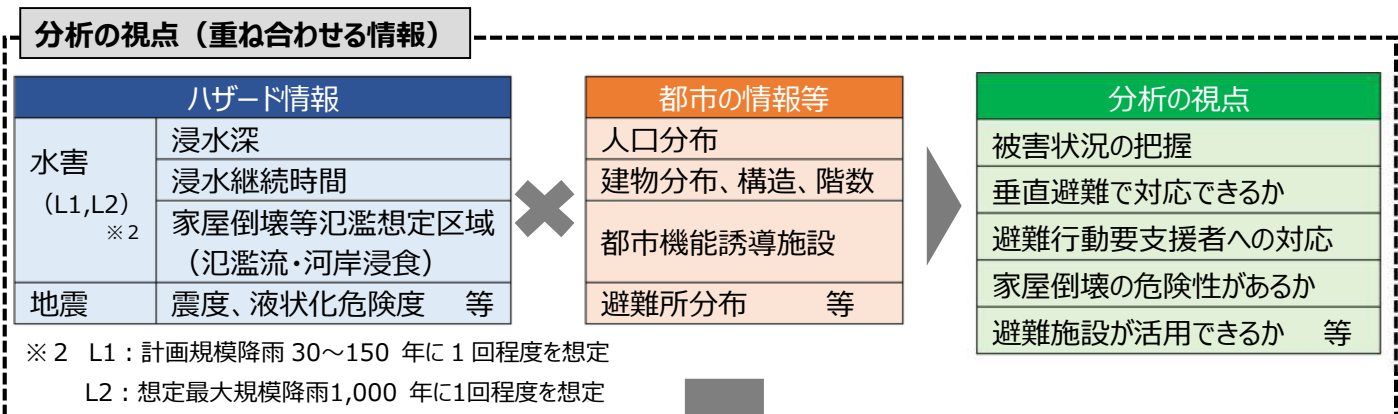 分析の視点（重ね合わせる情報）
ハザード情報
水害
（L1,L2）
※２
浸水深
浸水継続時間
家屋倒壊等氾濫想定区域
（氾濫流・河岸浸食）
地震
震度、液状化危険度　等
都市の情報等
人口分布
建物分布、構造、階数
都市機能誘導施設
避難所分布　等
分析の視点
被害状況の把握
垂直避難で対応できるか
避難行動要支援者への対応
家屋倒壊の危険性があるか
避難施設が活用できるか　等
※２ L1：計画規模降雨 30～150 年に１回程度を想定
L2：想定最大規模降雨1,000 年に1回程度を想定